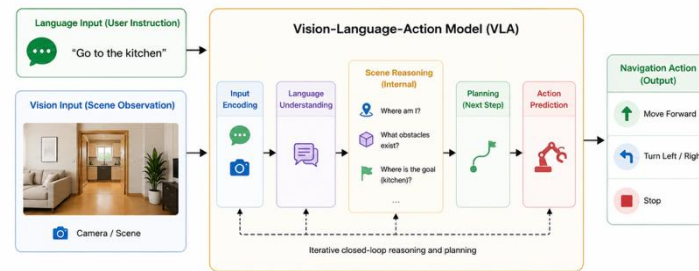 Language Input (User Instruction)
"Go to the kitchen"
Vision Input (Scene Observation)
Camera / Scene
Vision-Language-Action Model (VLA)
Input
Encoding
Language
Understanding
Scene Reasoning
(Internal)
Where am I?
What obstacles
exist?
Where is the goal
(kitchen)?
...
Planning
(Next Step)
Action
Prediction
Iterative closed-loop reasoning and planning
Navigation Action
(Output)
Move Forward
Turn Left / Right
Stop